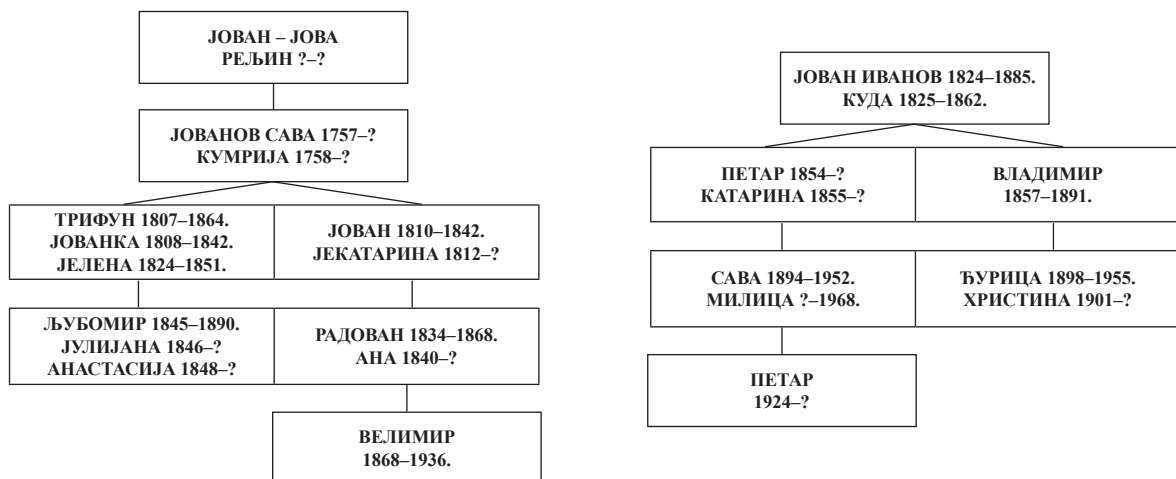 ЈОВАН – ЈОВА
РЕЉИН ?–?
ЈОВАНОВ САВА 1757–?
КУМРИЈА 1758–?
ТРИФУН 1807–1864.
ЈОВАНКА 1808–1842.
ЈЕЛЕНА 1824–1851.
ЈОВАН 1810–1842.
ЈЕКАТАРИНА 1812–?
ЉУБОМИР 1845–1890.
ЈУЛИЈАНА 1846–?
АНАСТАСИЈА 1848–?
РАДОВАН 1834–1868.
АНА 1840–?
ВЕЛИМИР
1868–1936.
ЈОВАН ИВАНОВ 1824–1885.
КУДА 1825–1862.
ПЕТАР 1854–?
КАТАРИНА 1855–?
ВЛАДИМИР
1857–1891.
САВА 1894–1952.
МИЛИЦА ?–1968.
ЂУРИЦА 1898–1955.
ХРИСТИНА 1901–?
ПЕТАР
1924–?